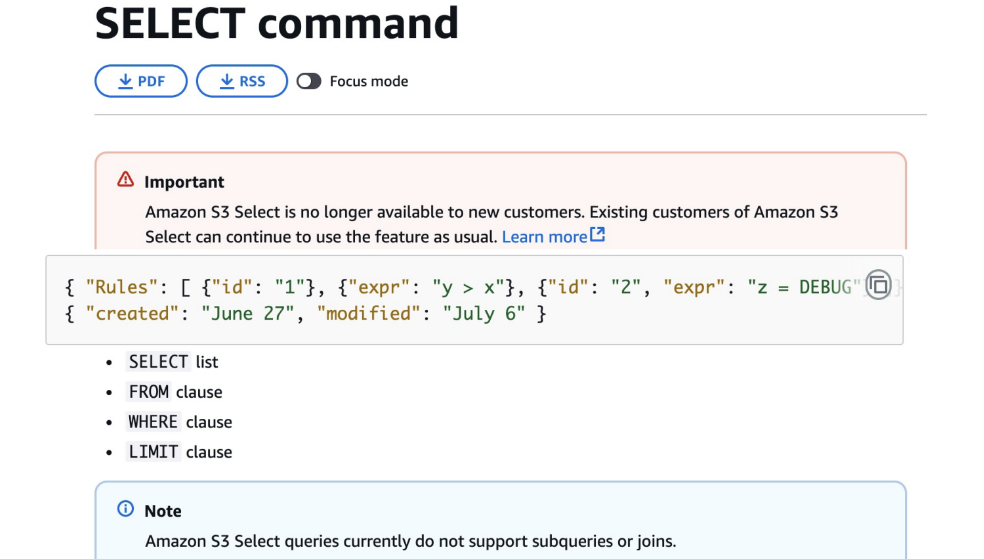 SELECT command
PDF RSS Focus mode
Important
Amazon S3 Select is no longer available to new customers. Existing customers of Amazon S3
Select can continue to use the feature as usual. Learn more
{ "Rules": [ {"id": "1"}, {"expr": "y > x"}, {"id": "2", "expr": "z = DEBUG"
{ "created": "June 27", "modified": "July 6" }
• SELECT list
• FROM clause
• WHERE clause
• LIMIT clause
Note
Amazon S3 Select queries currently do not support subqueries or joins.